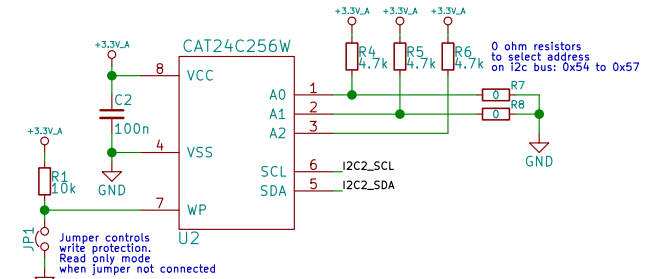 +3.3V_A
+3.3V_A
+3.3V_A
+3.3V_A
CAT24C256W
R4
4.7k
R5
4.7k
R6
4.7k
0 ohm resistors
to select address
on i2c bus: 0x54 to 0x57
8
VCC
A0
1
0
R7
C2
100n
A1
2
0
R8
A2
3
+3.3V_A
4
VSS
GND
GND
SCL
6
I2C2_SCL
R1
10k
SDA
5
I2C2_SDA
7
WP
U2
JP1
Jumper controls
write protection.
Read only mode
when jumper not connected